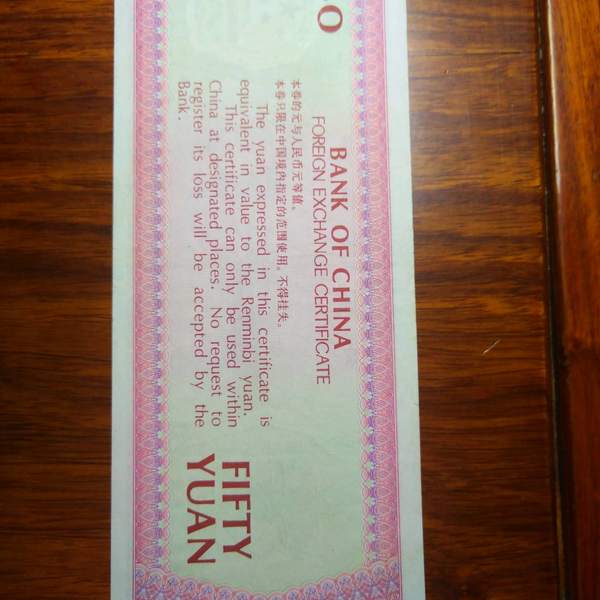 O
BANK OF CHINA
FOREIGN EXCHANGE CERTIFICATE
本券的元与人民币元等值。
本券只限在中国境内指定的范围使用。不得挂失。
The yuan expressed in this certificate is
equivalent in value to the Renminbi yuan.
This certificate can only be used within
China at designated places. No request to
register its loss will be accepted by the
Bank.
FIFTY
YUAN